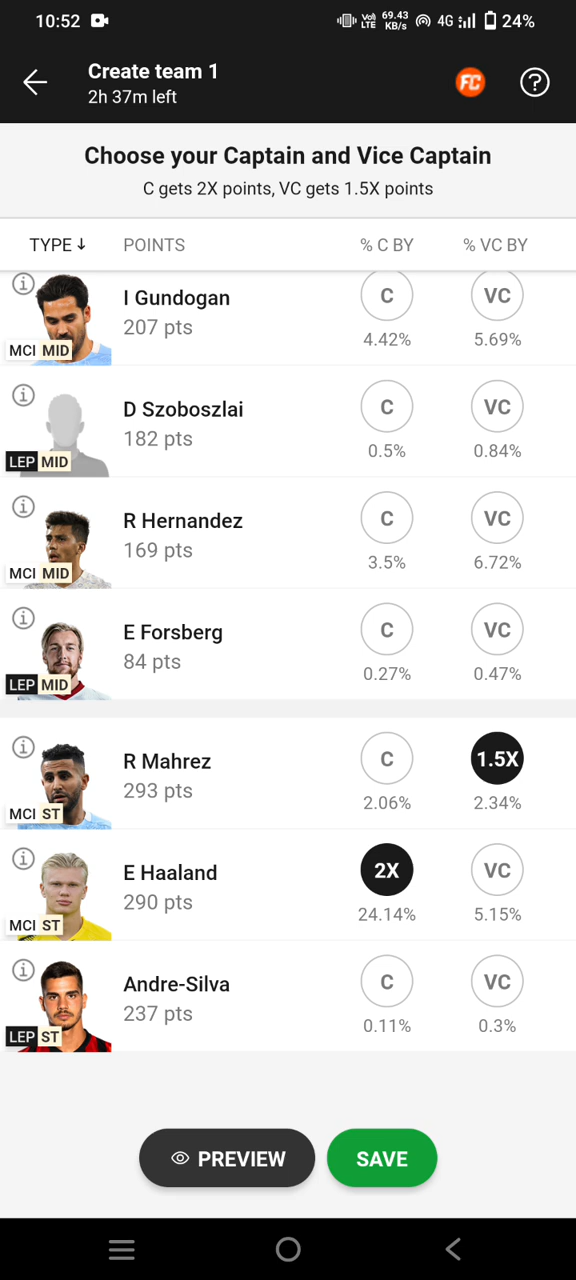 10:52
Vo) LTE 69.43 KB/s 4G 24%
Create team 1
2h 37m left
FC
?
Choose your Captain and Vice Captain
C gets 2X points, VC gets 1.5X points
TYPE ↓ POINTS % C BY % VC BY
i
I Gundogan
207 pts
C VC
4.42% 5.69%
MCI MID
i
D Szoboszlai
182 pts
C VC
0.5% 0.84%
LEP MID
i
R Hernandez
169 pts
C VC
3.5% 6.72%
MCI MID
i
E Forsberg
84 pts
C VC
0.27% 0.47%
LEP MID
i
R Mahrez
293 pts
C 1.5X
2.06% 2.34%
MCI ST
i
E Haaland
290 pts
2X VC
24.14% 5.15%
MCI ST
i
Andre-Silva
237 pts
C VC
0.11% 0.3%
LEP ST
PREVIEW SAVE